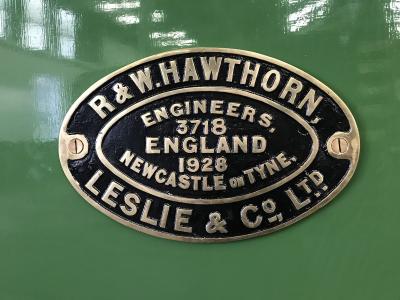 R & W. HAWTHORN,
ENGINEERS,
3718
ENGLAND
1928
NEWCASTLE ON TYNE.
LESLIE & CO., LTD